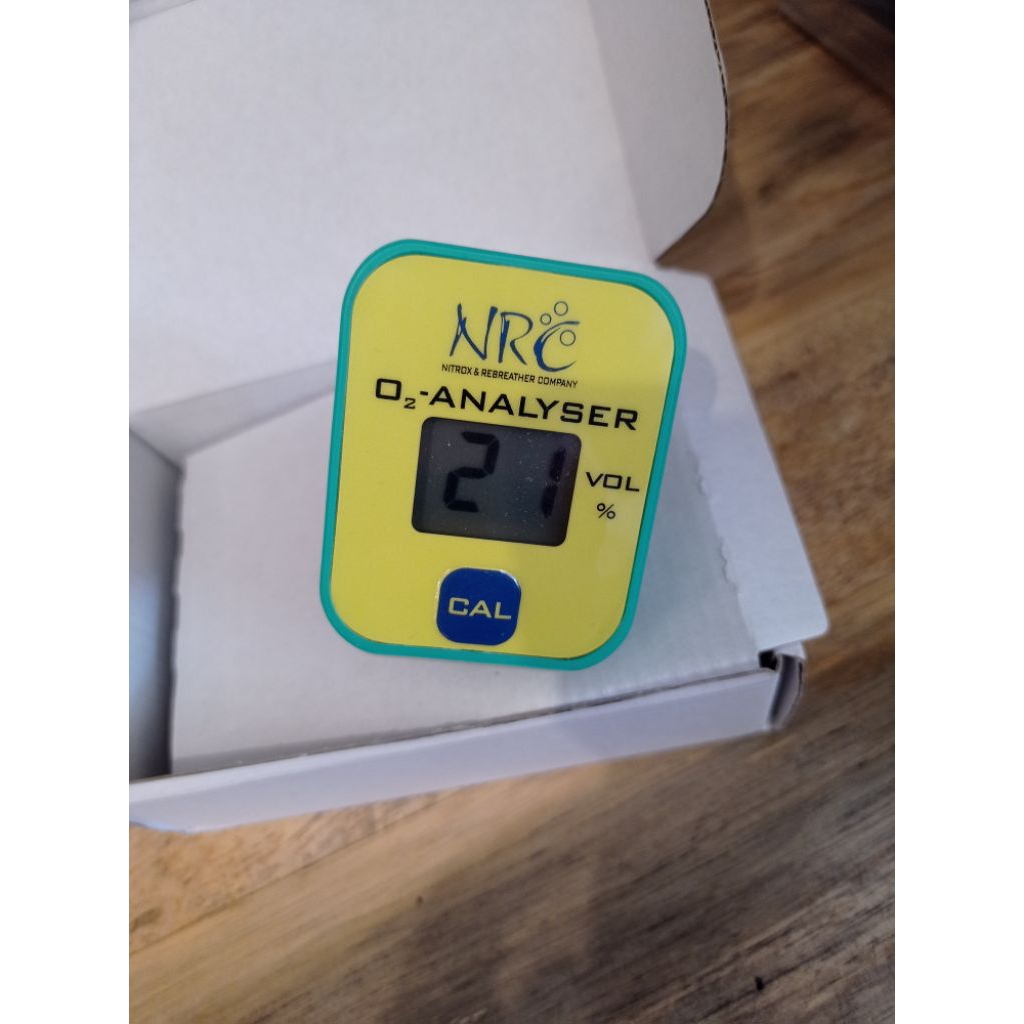 NRC
NITROX & REBREATHER COMPANY
O₂-ANALYSER
21
VOL
%
CAL